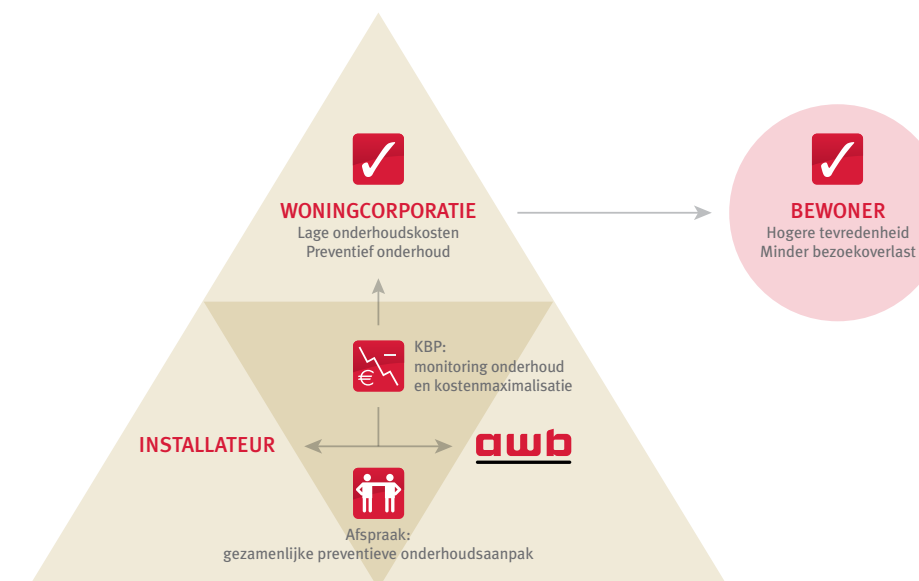 WONINGCORPORATIE
Lage onderhoudskosten
Preventief onderhoud
BEWONER
Hogere tevredenheid
Minder bezoekoverlast
KBP:
monitoring onderhoud
en kostenmaximalisatie
€
INSTALLATEUR
awb
Afspraak:
gezamenlijke preventieve onderhoudsaanpak